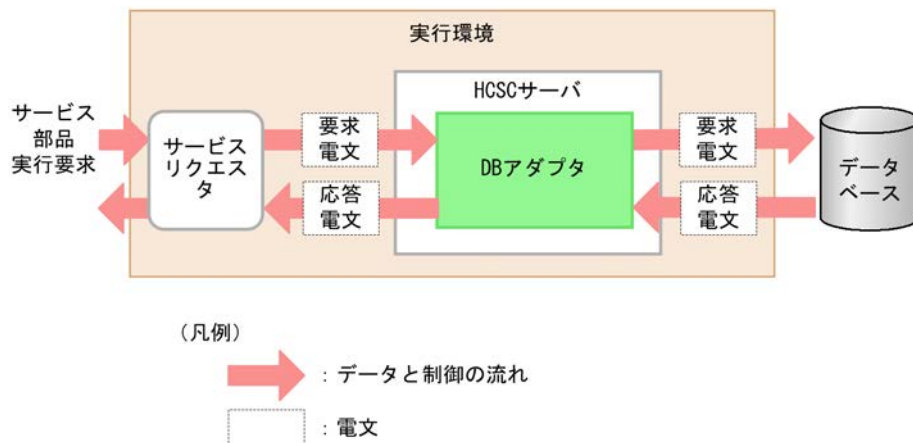 実行環境
HCSCサーバ
サービス
部品
実行要求
サービス
リクエス
タ
要求
電文
応答
電文
DBアダプタ
要求
電文
応答
電文
データ
ベース
（凡例）
：データと制御の流れ
：電文